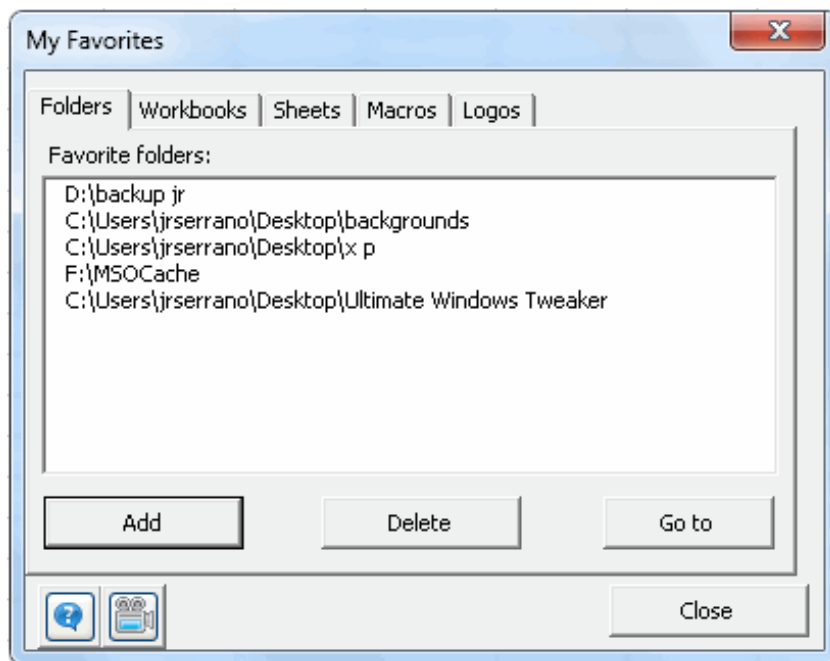 My Favorites
Folders Workbooks Sheets Macros Logos
Favorite folders:
D:\backup jr
C:\Users\jrserrano\Desktop\backgrounds
C:\Users\jrserrano\Desktop\x p
F:\MSOCache
C:\Users\jrserrano\Desktop\Ultimate Windows Tweaker
Add Delete Go to
? Close